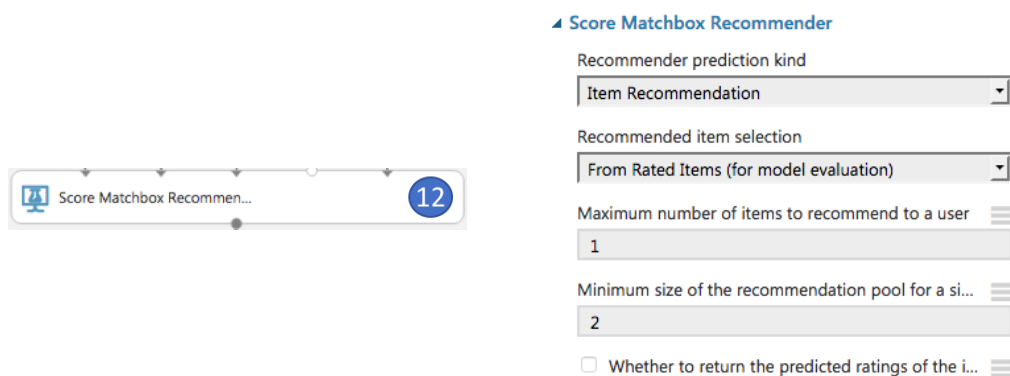 Score Matchbox Recommen...
12
Score Matchbox Recommender
Recommender prediction kind
Item Recommendation
Recommended item selection
From Rated Items (for model evaluation)
Maximum number of items to recommend to a user
1
Minimum size of the recommendation pool for a si...
2
Whether to return the predicted ratings of the i...